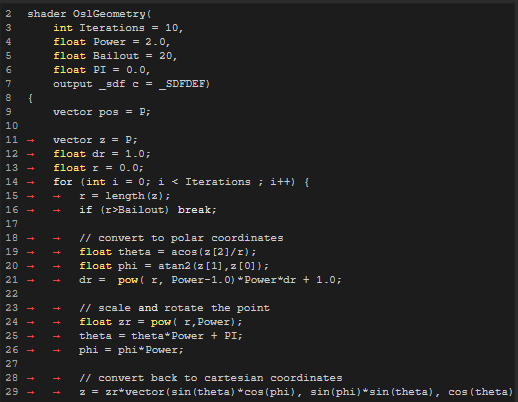 2 shader OslGeometry(
3 int Iterations = 10,
4 float Power = 2.0,
5 float Bailout = 20,
6 float PI = 0.0,
7 output _sdf c = _SDFDEF)
8 {
9 vector pos = P;
10
11 → vector z = P;
12 → float dr = 1.0;
13 → float r = 0.0;
14 → for (int i = 0; i < Iterations ; i++) {
15 → → r = length(z);
16 → → if (r>Bailout) break;
17
18 → → // convert to polar coordinates
19 → → float theta = acos(z[2]/r);
20 → → float phi = atan2(z[1],z[0]);
21 → → dr =  pow( r, Power-1.0)*Power*dr + 1.0;
22
23 → → // scale and rotate the point
24 → → float zr = pow( r,Power);
25 → → theta = theta*Power + PI;
26 → → phi = phi*Power;
27
28 → → // convert back to cartesian coordinates
29 → → z = zr*vector(sin(theta)*cos(phi), sin(phi)*sin(theta), cos(theta)